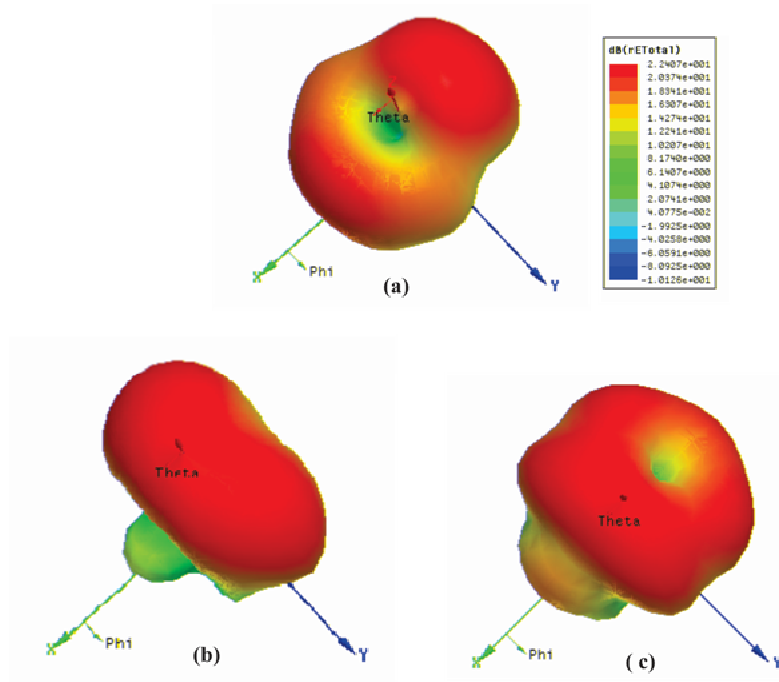 dB(rETotal)
2.2407e+001
2.0374e+001
1.8341e+001
1.6307e+001
1.4274e+001
1.2241e+001
1.0207e+001
8.1740e+000
6.1407e+000
4.1074e+000
2.0741e+000
4.0775e-002
-1.9925e+000
-4.0258e+000
-6.0591e+000
-8.0925e+000
-1.0126e+001
Theta
X
Phi
Y
(a)
Theta
X
Phi
Y
(b)
Theta
X
Phi
Y
( c)